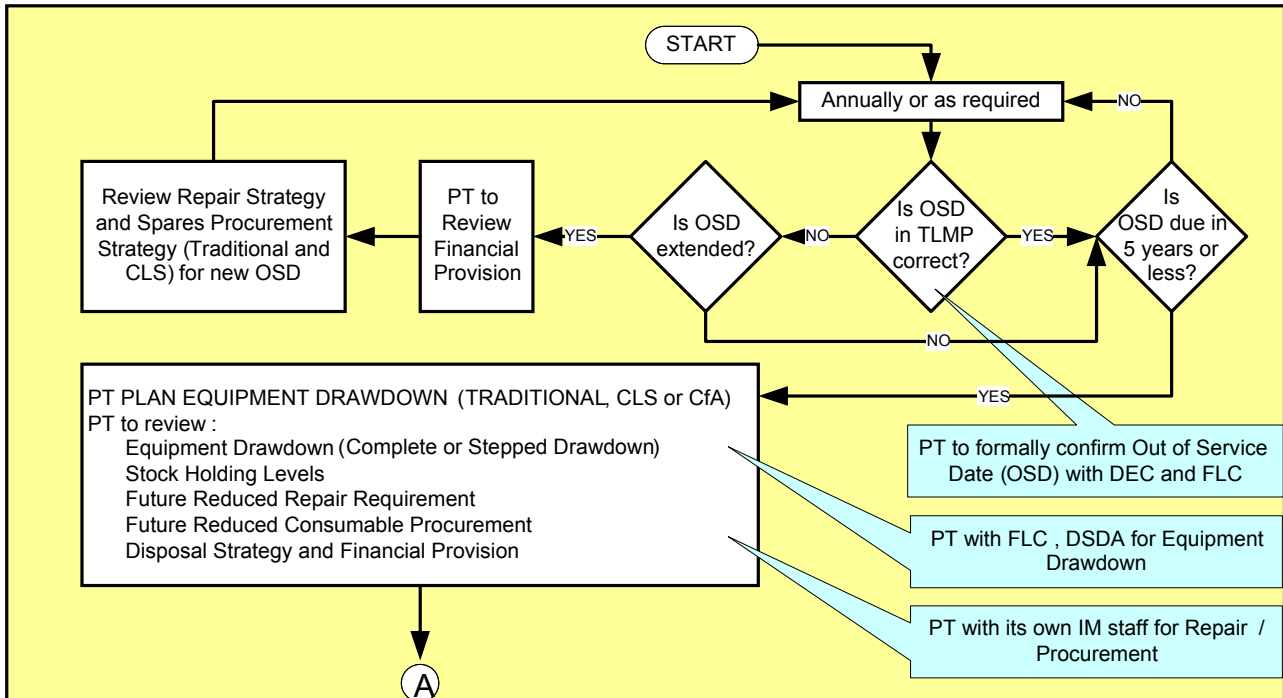 START
Annually or as required
NO
Review Repair Strategy
and Spares Procurement
Strategy (Traditional and
CLS) for new OSD
PT to
Review
Financial
Provision
YES
Is OSD
extended?
NO
Is OSD
in TLMP
correct?
YES
Is
OSD due in
5 years or
less?
NO
YES
PT PLAN EQUIPMENT DRAWDOWN (TRADITIONAL, CLS or CfA)
PT to review :
Equipment Drawdown (Complete or Stepped Drawdown)
Stock Holding Levels
Future Reduced Repair Requirement
Future Reduced Consumable Procurement
Disposal Strategy and Financial Provision
PT to formally confirm Out of Service
Date (OSD) with DEC and FLC
PT with FLC , DSDA for Equipment
Drawdown
PT with its own IM staff for Repair /
Procurement
A